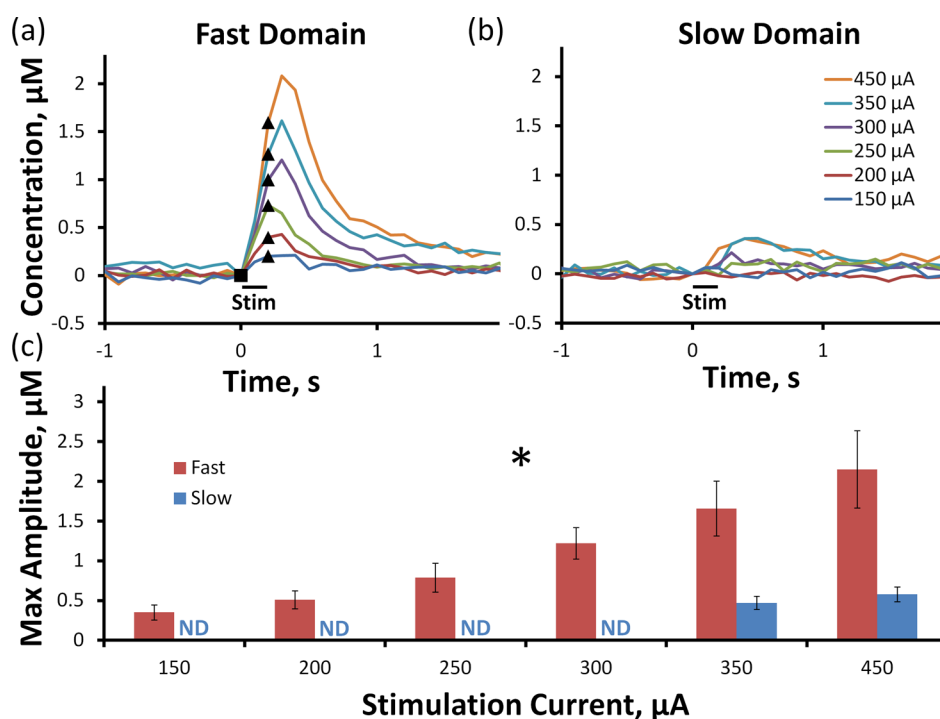 (a) Fast Domain
(b) Slow Domain
Concentration, µM
2
1.5
1
0.5
0
-0.5
Stim
-1 0 1
Time, s
2
1.5
1
0.5
0
-0.5
450 µA
350 µA
300 µA
250 µA
200 µA
150 µA
Stim
-1 0 1
Time, s
(c)
Max Amplitude, µM
3
2.5
2
1.5
1
0.5
0
Fast
Slow
*
ND ND ND ND
150 200 250 300 350 450
Stimulation Current, µA